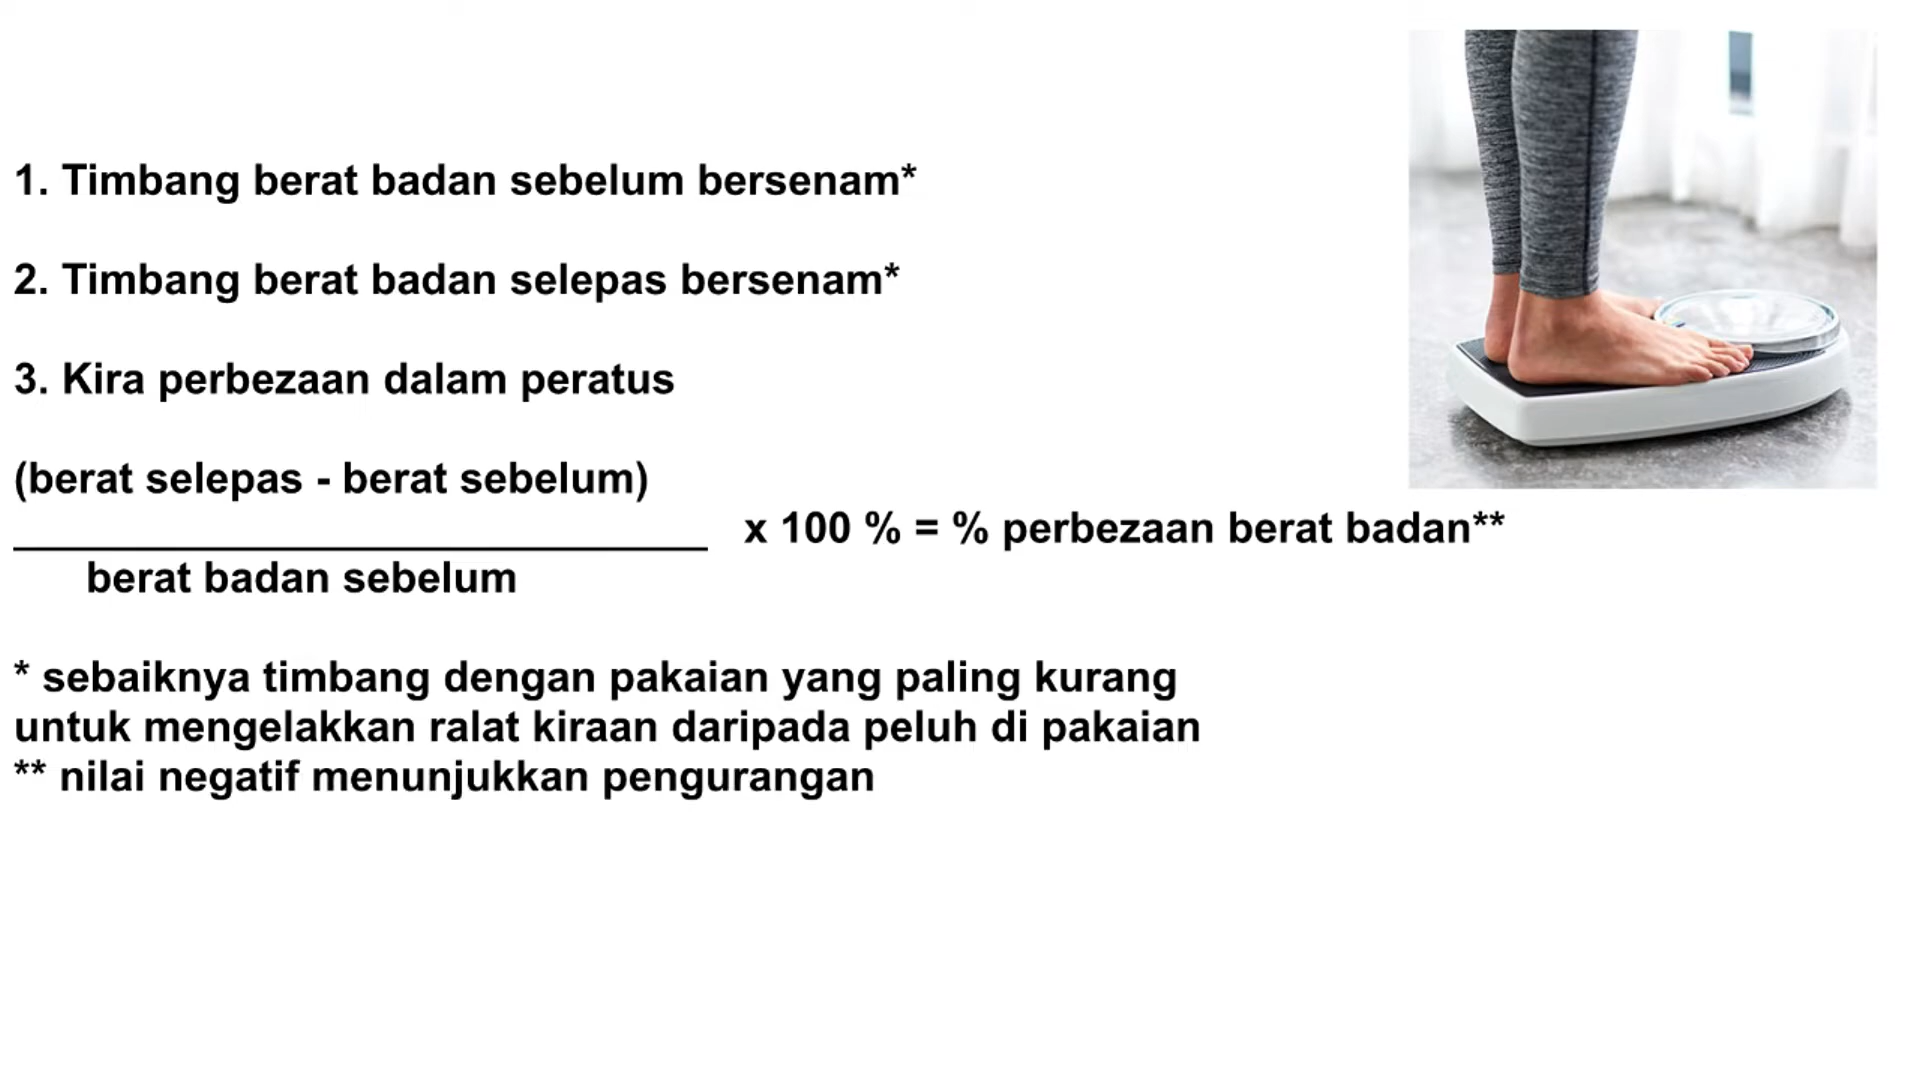 1. Timbang berat badan sebelum bersenam*
2. Timbang berat badan selepas bersenam*
3. Kira perbezaan dalam peratus
(berat selepas - berat sebelum)
x 100 % = % perbezaan berat badan**
berat badan sebelum
* sebaiknya timbang dengan pakaian yang paling kurang
untuk mengelakkan ralat kiraan daripada peluh di pakaian
** nilai negatif menunjukkan pengurangan